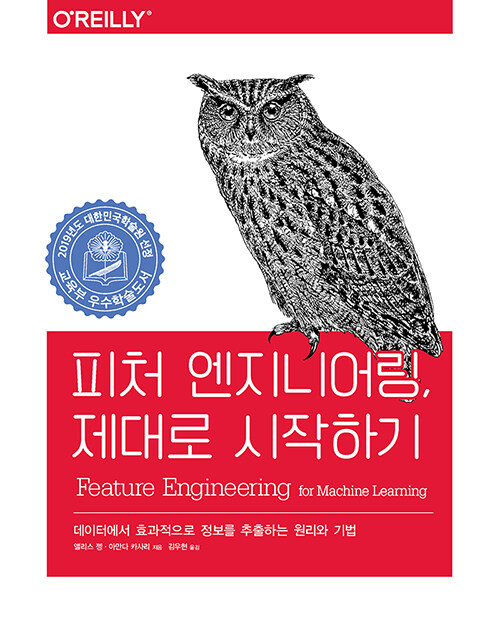 O'REILLY®
2019년도 대한민국학술원 선정
교육부 우수학술도서
피처 엔지니어링,
제대로 시작하기
Feature Engineering for Machine Learning
데이터에서 효과적으로 정보를 추출하는 원리와 기법
앨리스 젱·아만다 카사리 지음 김우현 옮김